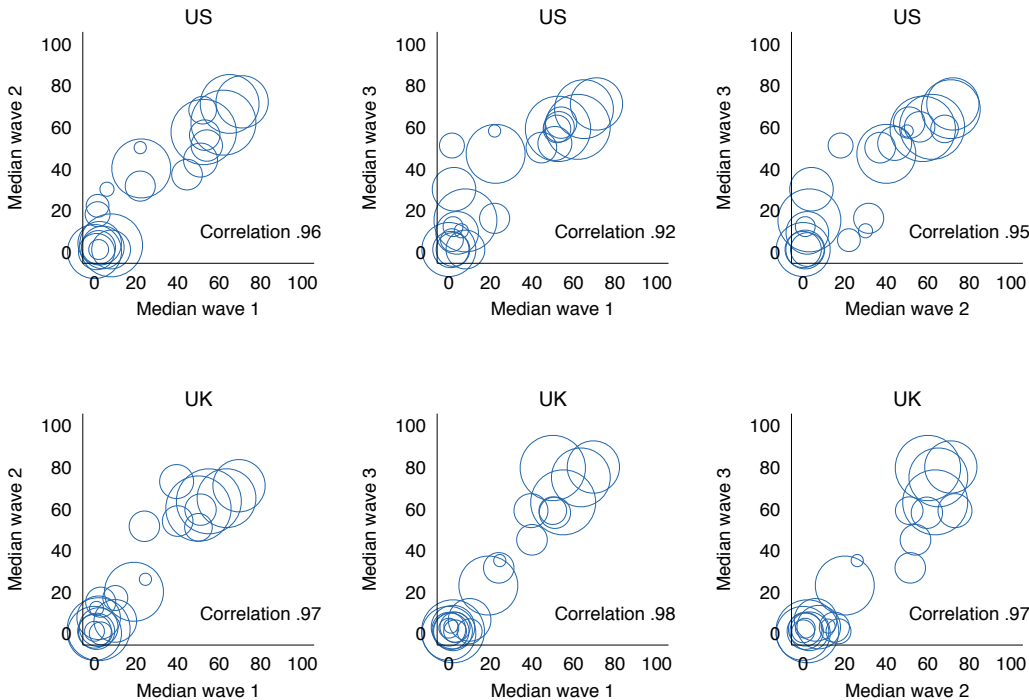 US
Median wave 2
100
80
60
40
20
0
Correlation .96
0 20 40 60 80 100
Median wave 1
US
Median wave 3
100
80
60
40
20
0
Correlation .92
0 20 40 60 80 100
Median wave 1
US
Median wave 3
100
80
60
40
20
0
Correlation .95
0 20 40 60 80 100
Median wave 2
UK
Median wave 2
100
80
60
40
20
0
Correlation .97
0 20 40 60 80 100
Median wave 1
UK
Median wave 3
100
80
60
40
20
0
Correlation .98
0 20 40 60 80 100
Median wave 1
UK
Median wave 3
100
80
60
40
20
0
Correlation .97
0 20 40 60 80 100
Median wave 2